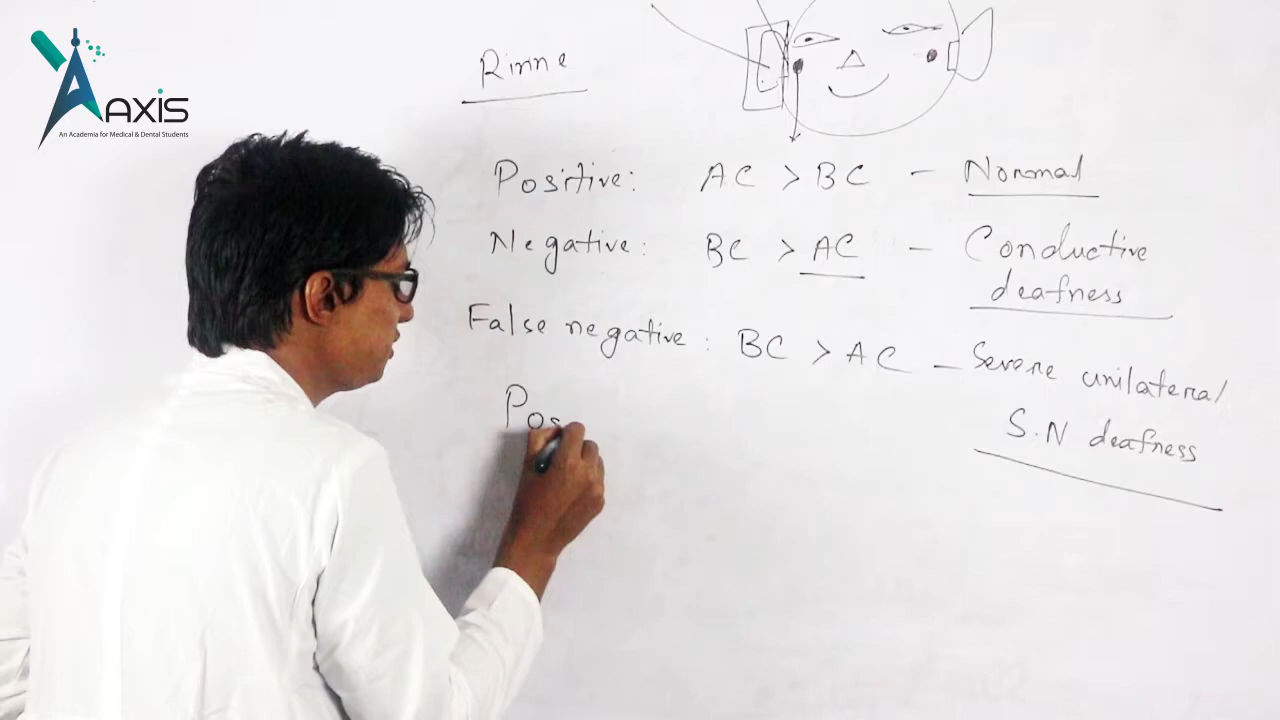 AXIS
An Academia for Medical & Dental Students
Rinne
Positive: AC > BC - Normal
Negative: BC > AC - Conductive
deafness
False negative: BC > AC - Severe unilateral
S.N deafness
Pos